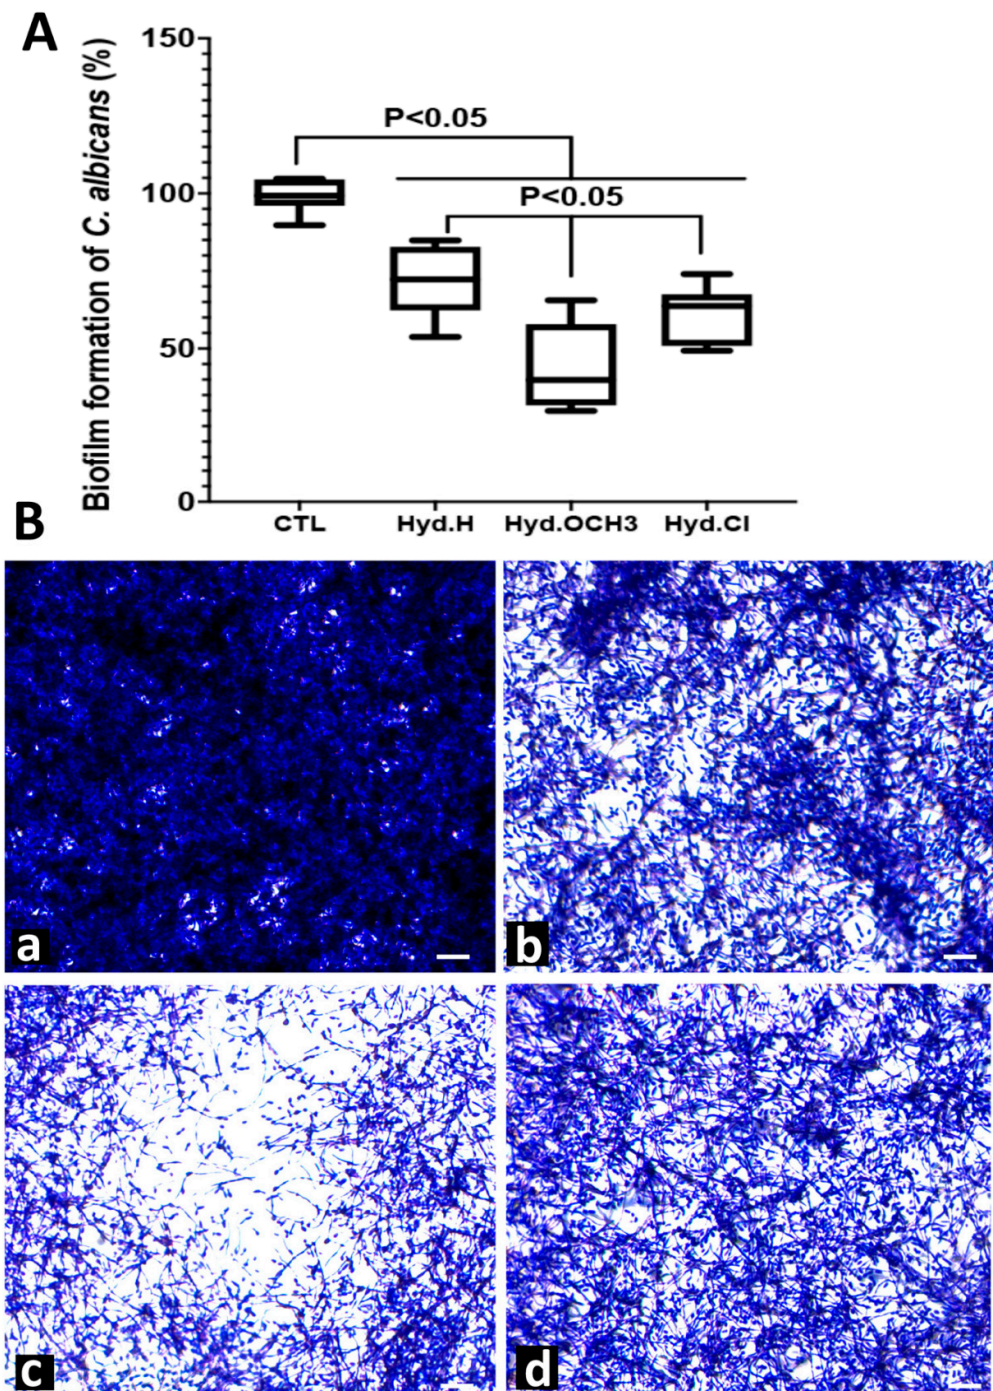 A
Biofilm formation of C. albicans (%)
150
100
50
0
P<0.05
P<0.05
CTL Hyd.H Hyd.OCH3 Hyd.Cl
B
a
b
c
d